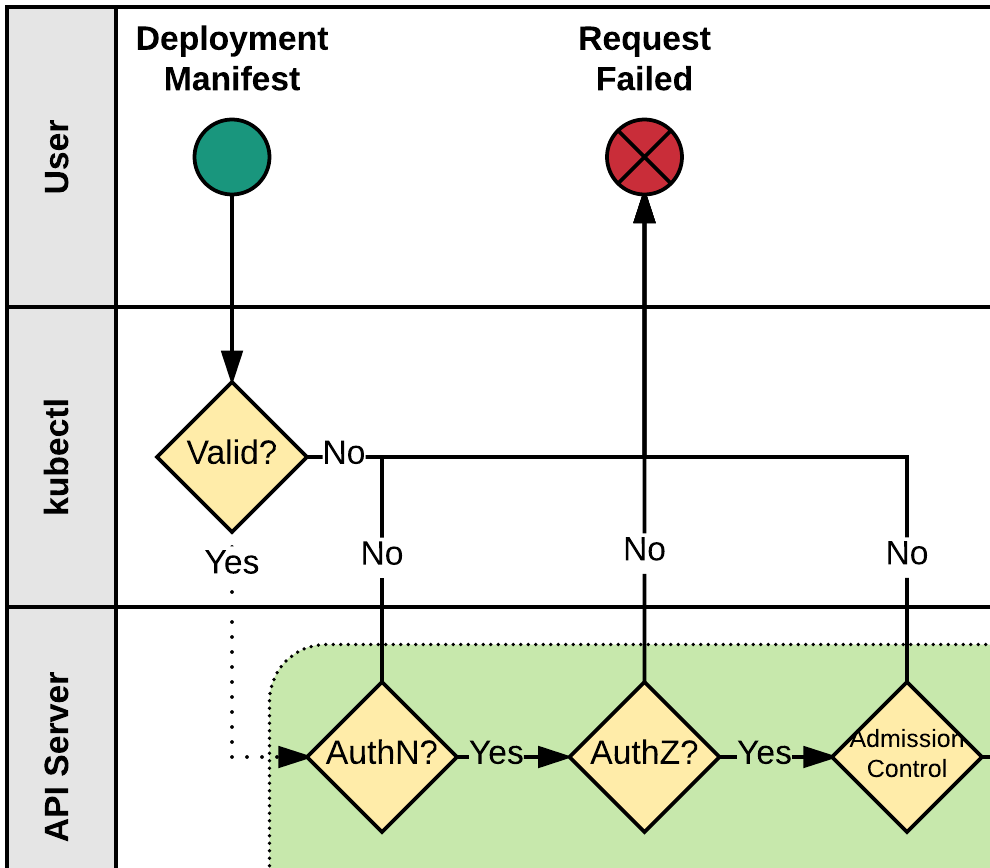 Deployment
Manifest
Request
Failed
User
kubectl
Valid?
No
Yes
No
No
No
API Server
AuthN?
Yes
AuthZ?
Yes
Admission
Control